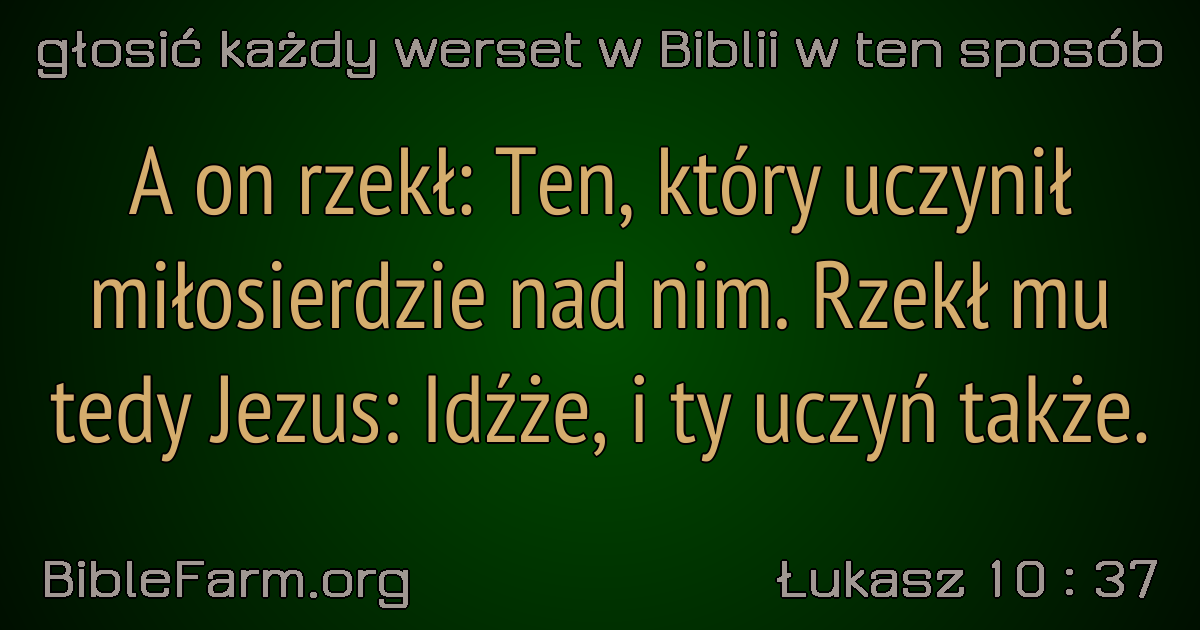 głosić każdy werset w Biblii w ten sposób
A on rzekł: Ten, który uczynił
miłosierdzie nad nim. Rzekł mu
tedy Jezus: Idźże, i ty uczyń także.
BibleFarm.org
Łukasz 10 : 37